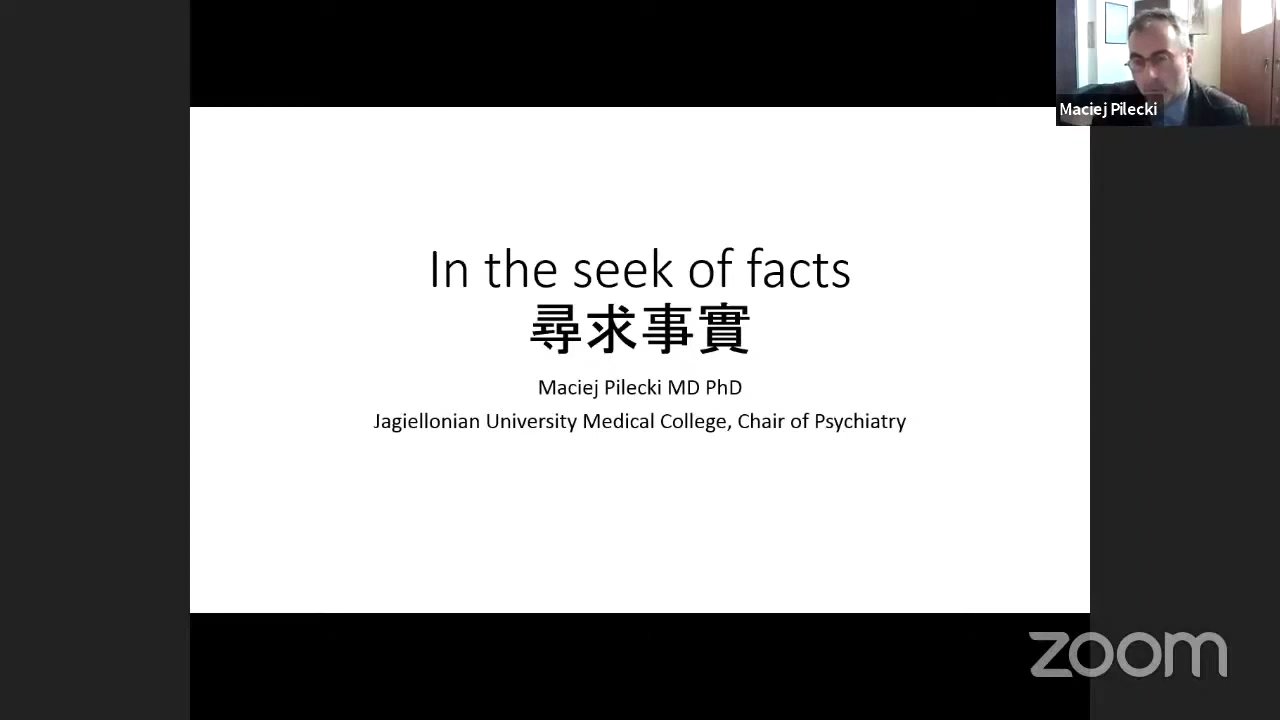 Maciej Pilecki
In the seek of facts
尋求事實
Maciej Pilecki MD PhD
Jagiellonian University Medical College, Chair of Psychiatry
zoom